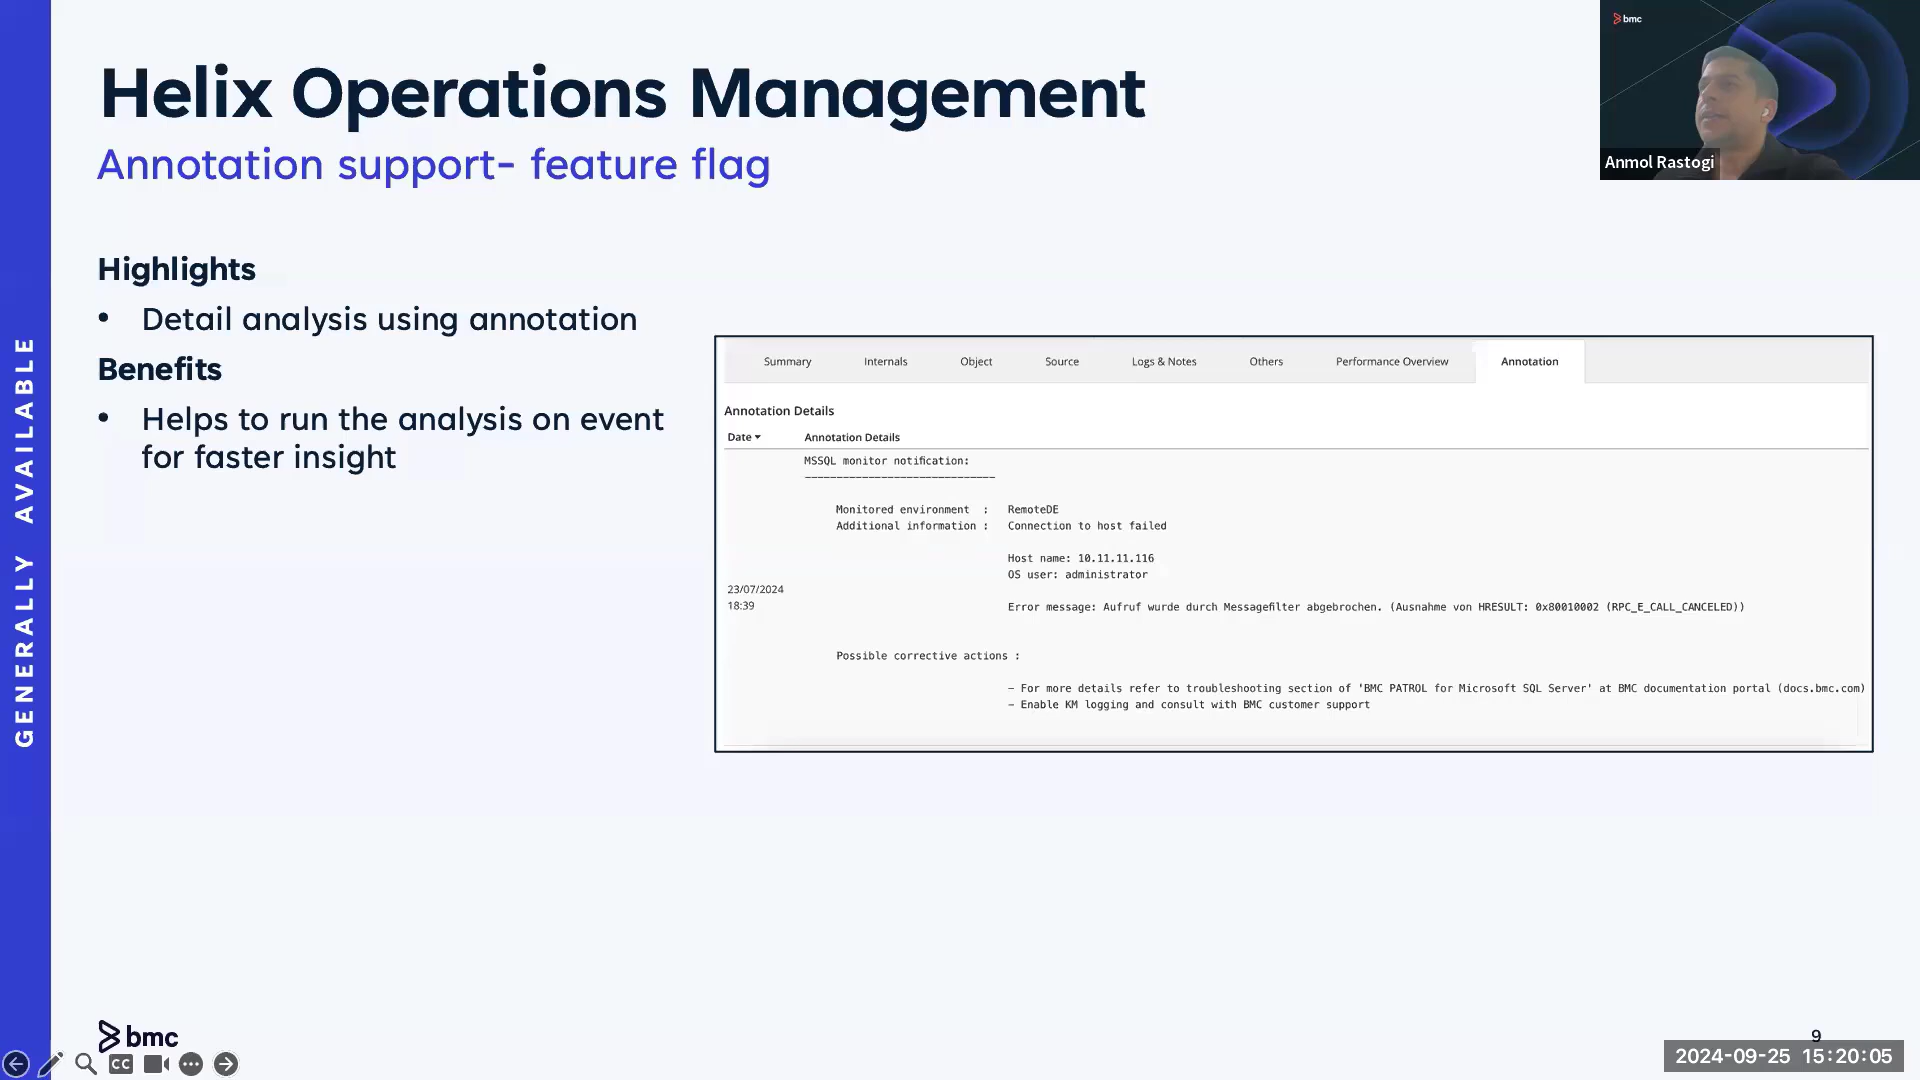 Helix Operations Management
Annotation support- feature flag
bmc
Anmol Rastogi
GENERALLY AVAILABLE
Highlights
• Detail analysis using annotation
Benefits
• Helps to run the analysis on event
for faster insight
Summary Internals Object Source Logs & Notes Others Performance Overview Annotation
Annotation Details
Date Annotation Details
MSSQL monitor notification:
------------------------------
Monitored environment : RemoteDE
Additional information : Connection to host failed
Host name: 10.11.11.116
OS user: administrator
23/07/2024
18:39
Error message: Aufruf wurde durch Messagefilter abgebrochen. (Ausnahme von HRESULT: 0x80010002 (RPC_E_CALL_CANCELED))
Possible corrective actions :
– For more details refer to troubleshooting section of 'BMC PATROL for Microsoft SQL Server' at BMC documentation portal (docs.bmc.com)
– Enable KM logging and consult with BMC customer support
bmc
9
CC
2024-09-25 15:20:05